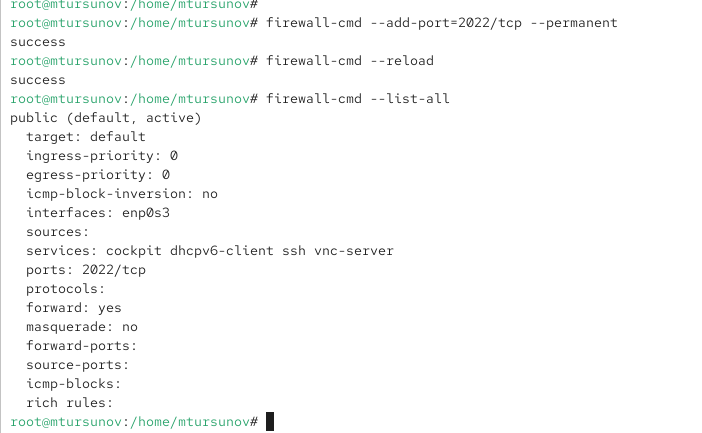 root@mtursunov:/home/mtursunov#
root@mtursunov:/home/mtursunov# firewall-cmd --add-port=2022/tcp --permanent
success
root@mtursunov:/home/mtursunov# firewall-cmd --reload
success
root@mtursunov:/home/mtursunov# firewall-cmd --list-all
public (default, active)
  target: default
  ingress-priority: 0
  egress-priority: 0
  icmp-block-inversion: no
  interfaces: enp0s3
  sources:
  services: cockpit dhcpv6-client ssh vnc-server
  ports: 2022/tcp
  protocols:
  forward: yes
  masquerade: no
  forward-ports:
  source-ports:
  icmp-blocks:
  rich rules:
root@mtursunov:/home/mtursunov#